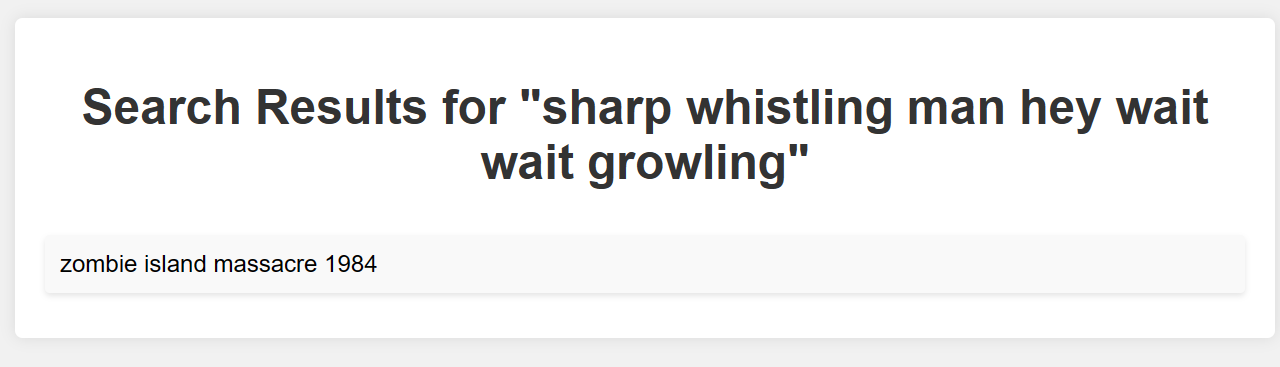 Search Results for "sharp whistling man hey wait
wait growling"
zombie island massacre 1984